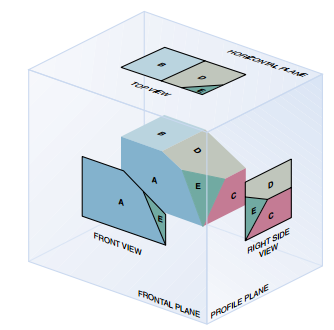 HORIZONTAL PLANE
B
D
E
TOP VIEW
B
D
A
E
C
A
E
D
E
C
FRONT VIEW
RIGHT SIDE
VIEW
FRONTAL PLANE
PROFILE PLANE